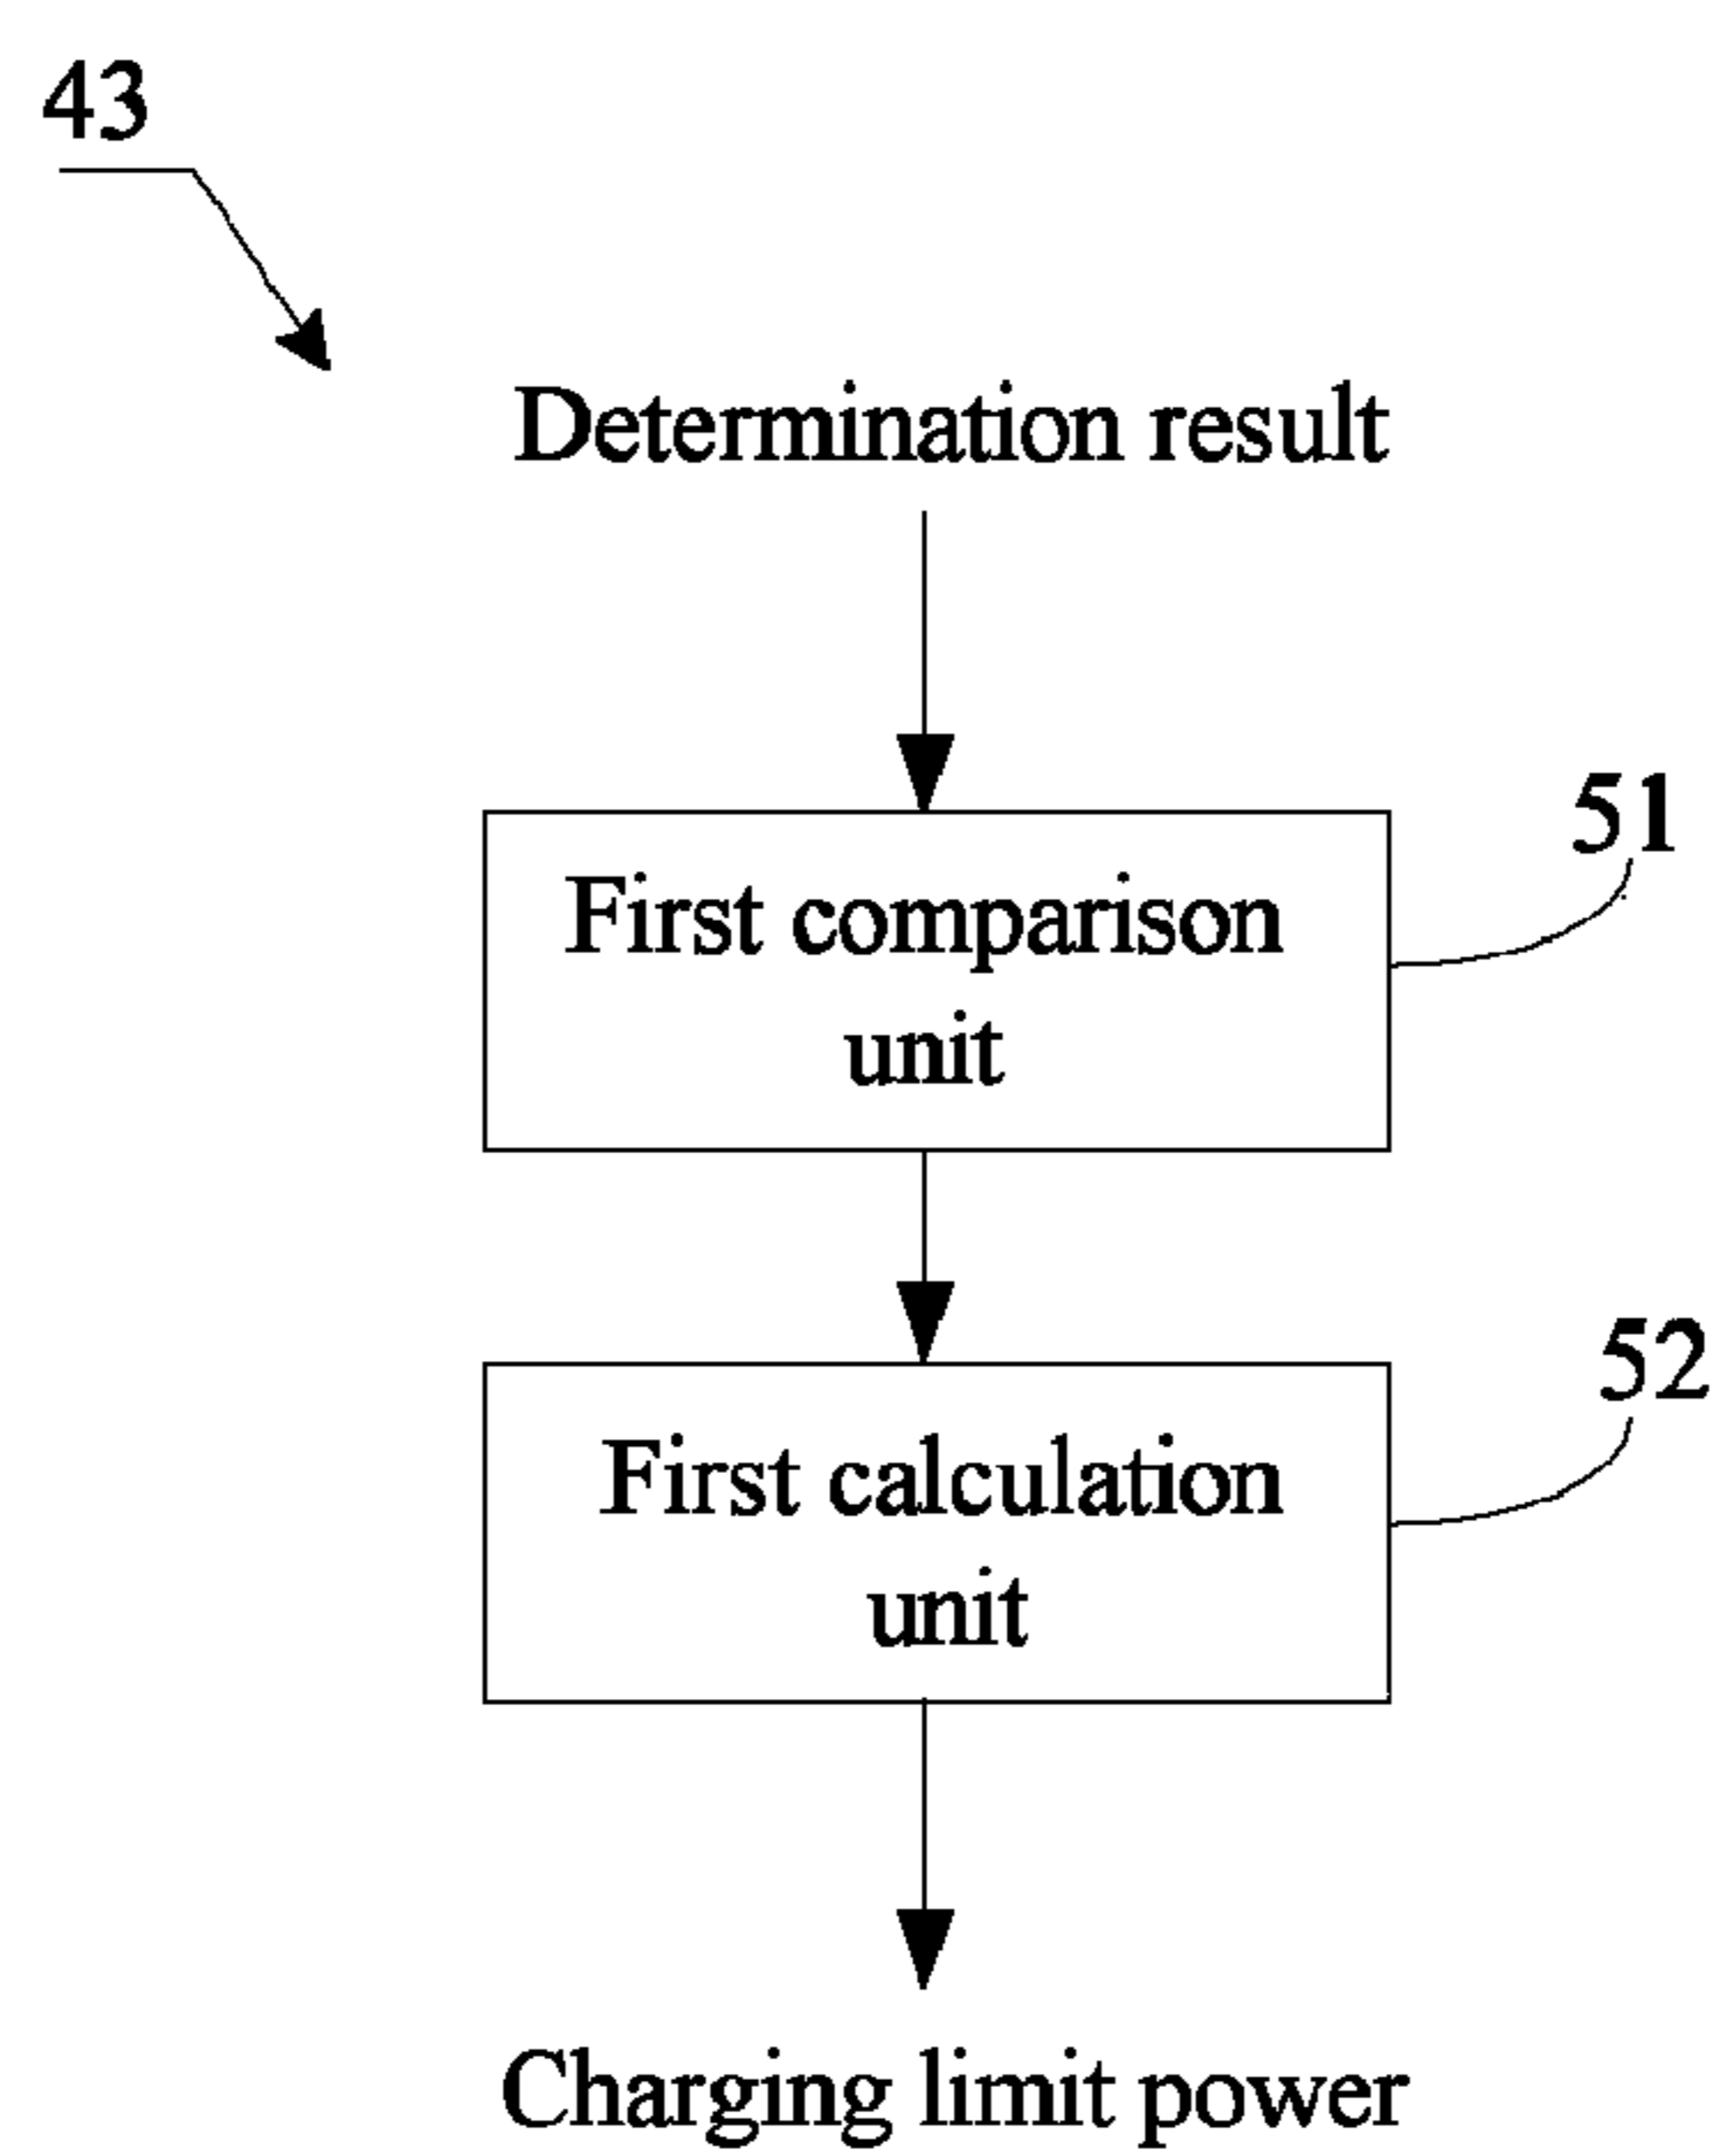 43
Determination result
51
First comparison
unit
52
First calculation
unit
Charging limit power